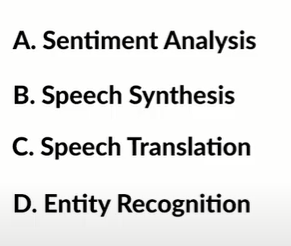 A. Sentiment Analysis
B. Speech Synthesis
C. Speech Translation
D. Entity Recognition